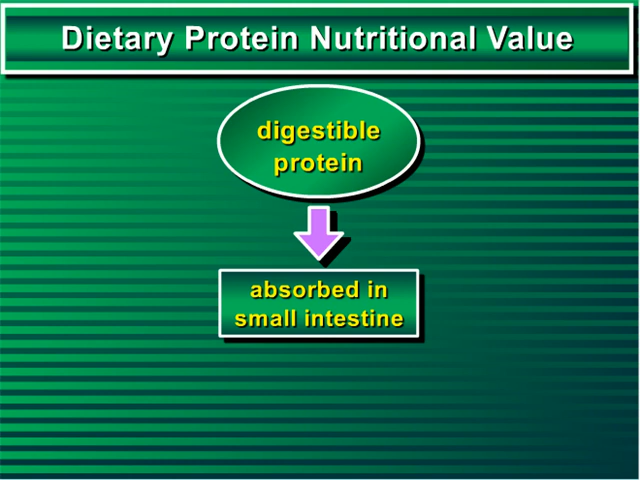 Dietary Protein Nutritional Value
digestible
protein
absorbed in
small intestine